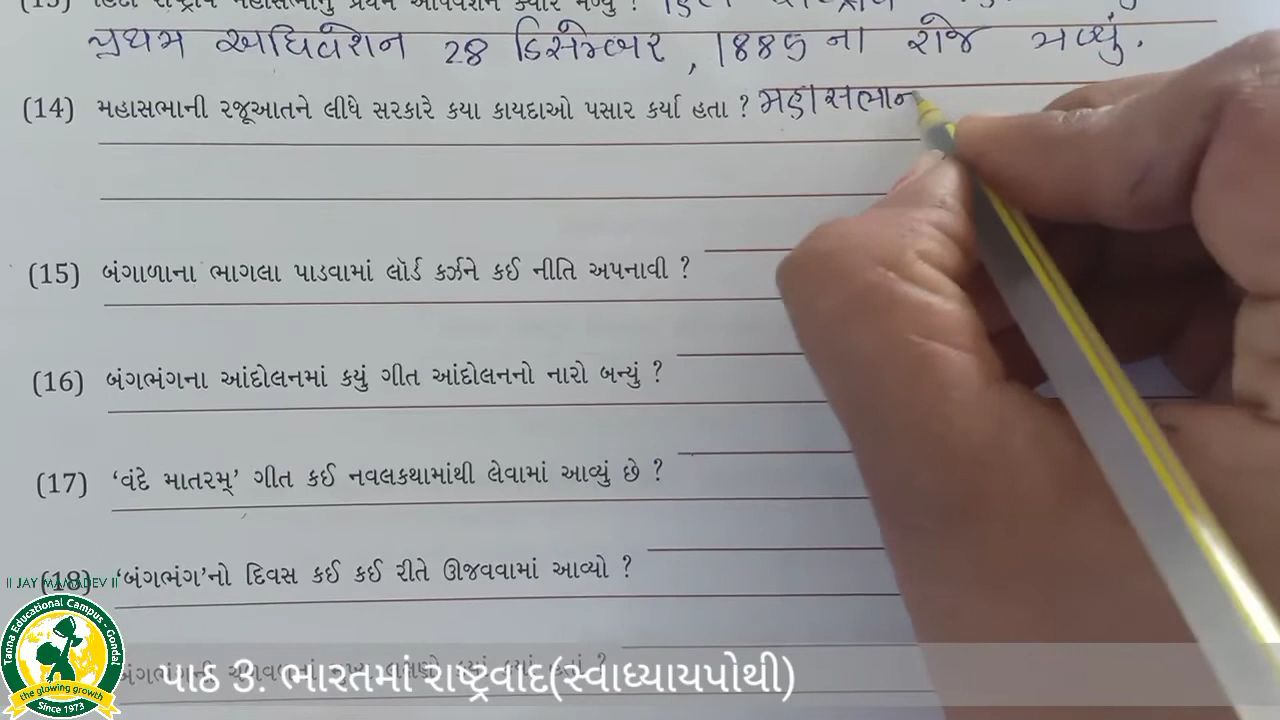 પ્રથમ અધિવેશન 28 ડિસેમ્બર, 1885 ના રોજ મળ્યું.
(14) મહાસભાની રજૂઆતને લીધે સરકારે કયા કાયદાઓ પસાર કર્યા હતા ? મહાસભાન
(15) બંગાળાના ભાગલા પાડવામાં લૉર્ડ કર્ઝને કઈ નીતિ અપનાવી ?
(16) બંગભંગના આંદોલનમાં કયું ગીત આંદોલનનો નારો બન્યું ?
(17) 'વંદે માતરમ્' ગીત કઈ નવલકથામાંથી લેવામાં આવ્યું છે ?
(18) 'બંગભંગ'નો દિવસ કઈ કઈ રીતે ઊજવવામાં આવ્યો ?
|| JAY MAMADEV ||
Tanna Educational Campus - Gondal
the glowing growth
Since 1973
પાઠ 3. ભારતમાં રાષ્ટ્રવાદ(સ્વાધ્યાયપોથી)